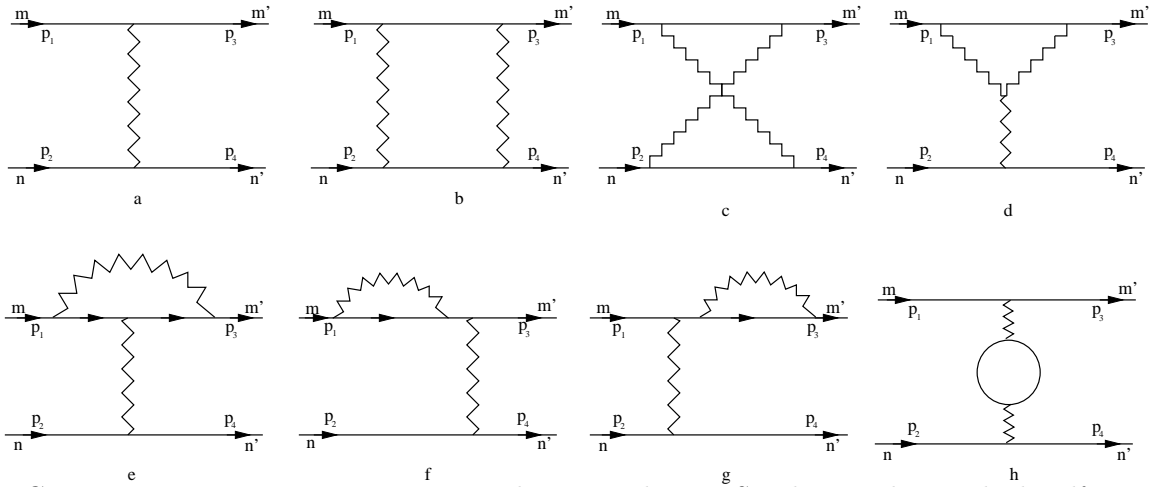 m p₁ m' p₃ n p₂ p₄ n' a
m p₁ m' p₃ n p₂ p₄ n' b
m p₁ m' p₃ n p₂ p₄ n' c
m p₁ m' p₃ n p₂ p₄ n' d
m p₁ m' p₃ n p₂ p₄ n' e
m p₁ m' p₃ n p₂ p₄ n' f
m p₁ m' p₃ n p₂ p₄ n' g
m p₁ m' p₃ n p₂ p₄ n' h